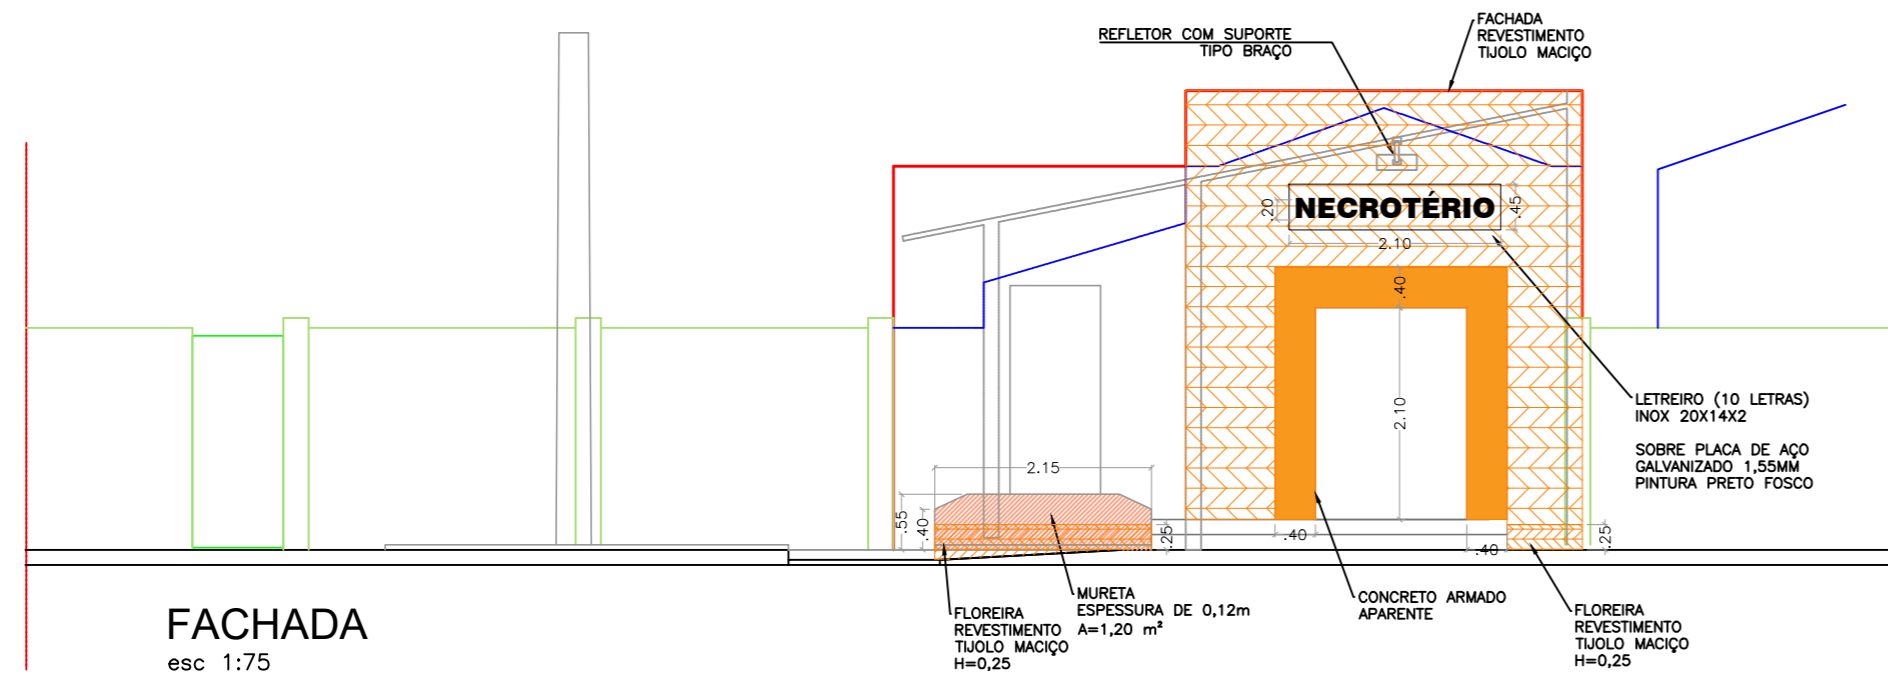 REFLETOR COM SUPORTE
TIPO BRAÇO
FACHADA
REVESTIMENTO
TIJOLO MACIÇO
.20
NECROTÉRIO
.45
2.10
.40
2.10
LETREIRO (10 LETRAS)
INOX 20X14X2
SOBRE PLACA DE AÇO
GALVANIZADO 1,55MM
PINTURA PRETO FOSCO
2.15
.55
.40
.25
.40
.40
.25
FACHADA
esc 1:75
FLOREIRA
REVESTIMENTO
TIJOLO MACIÇO
H=0,25
MURETA
ESPESSURA DE 0,12m
A=1,20 m²
CONCRETO ARMADO
APARENTE
FLOREIRA
REVESTIMENTO
TIJOLO MACIÇO
H=0,25